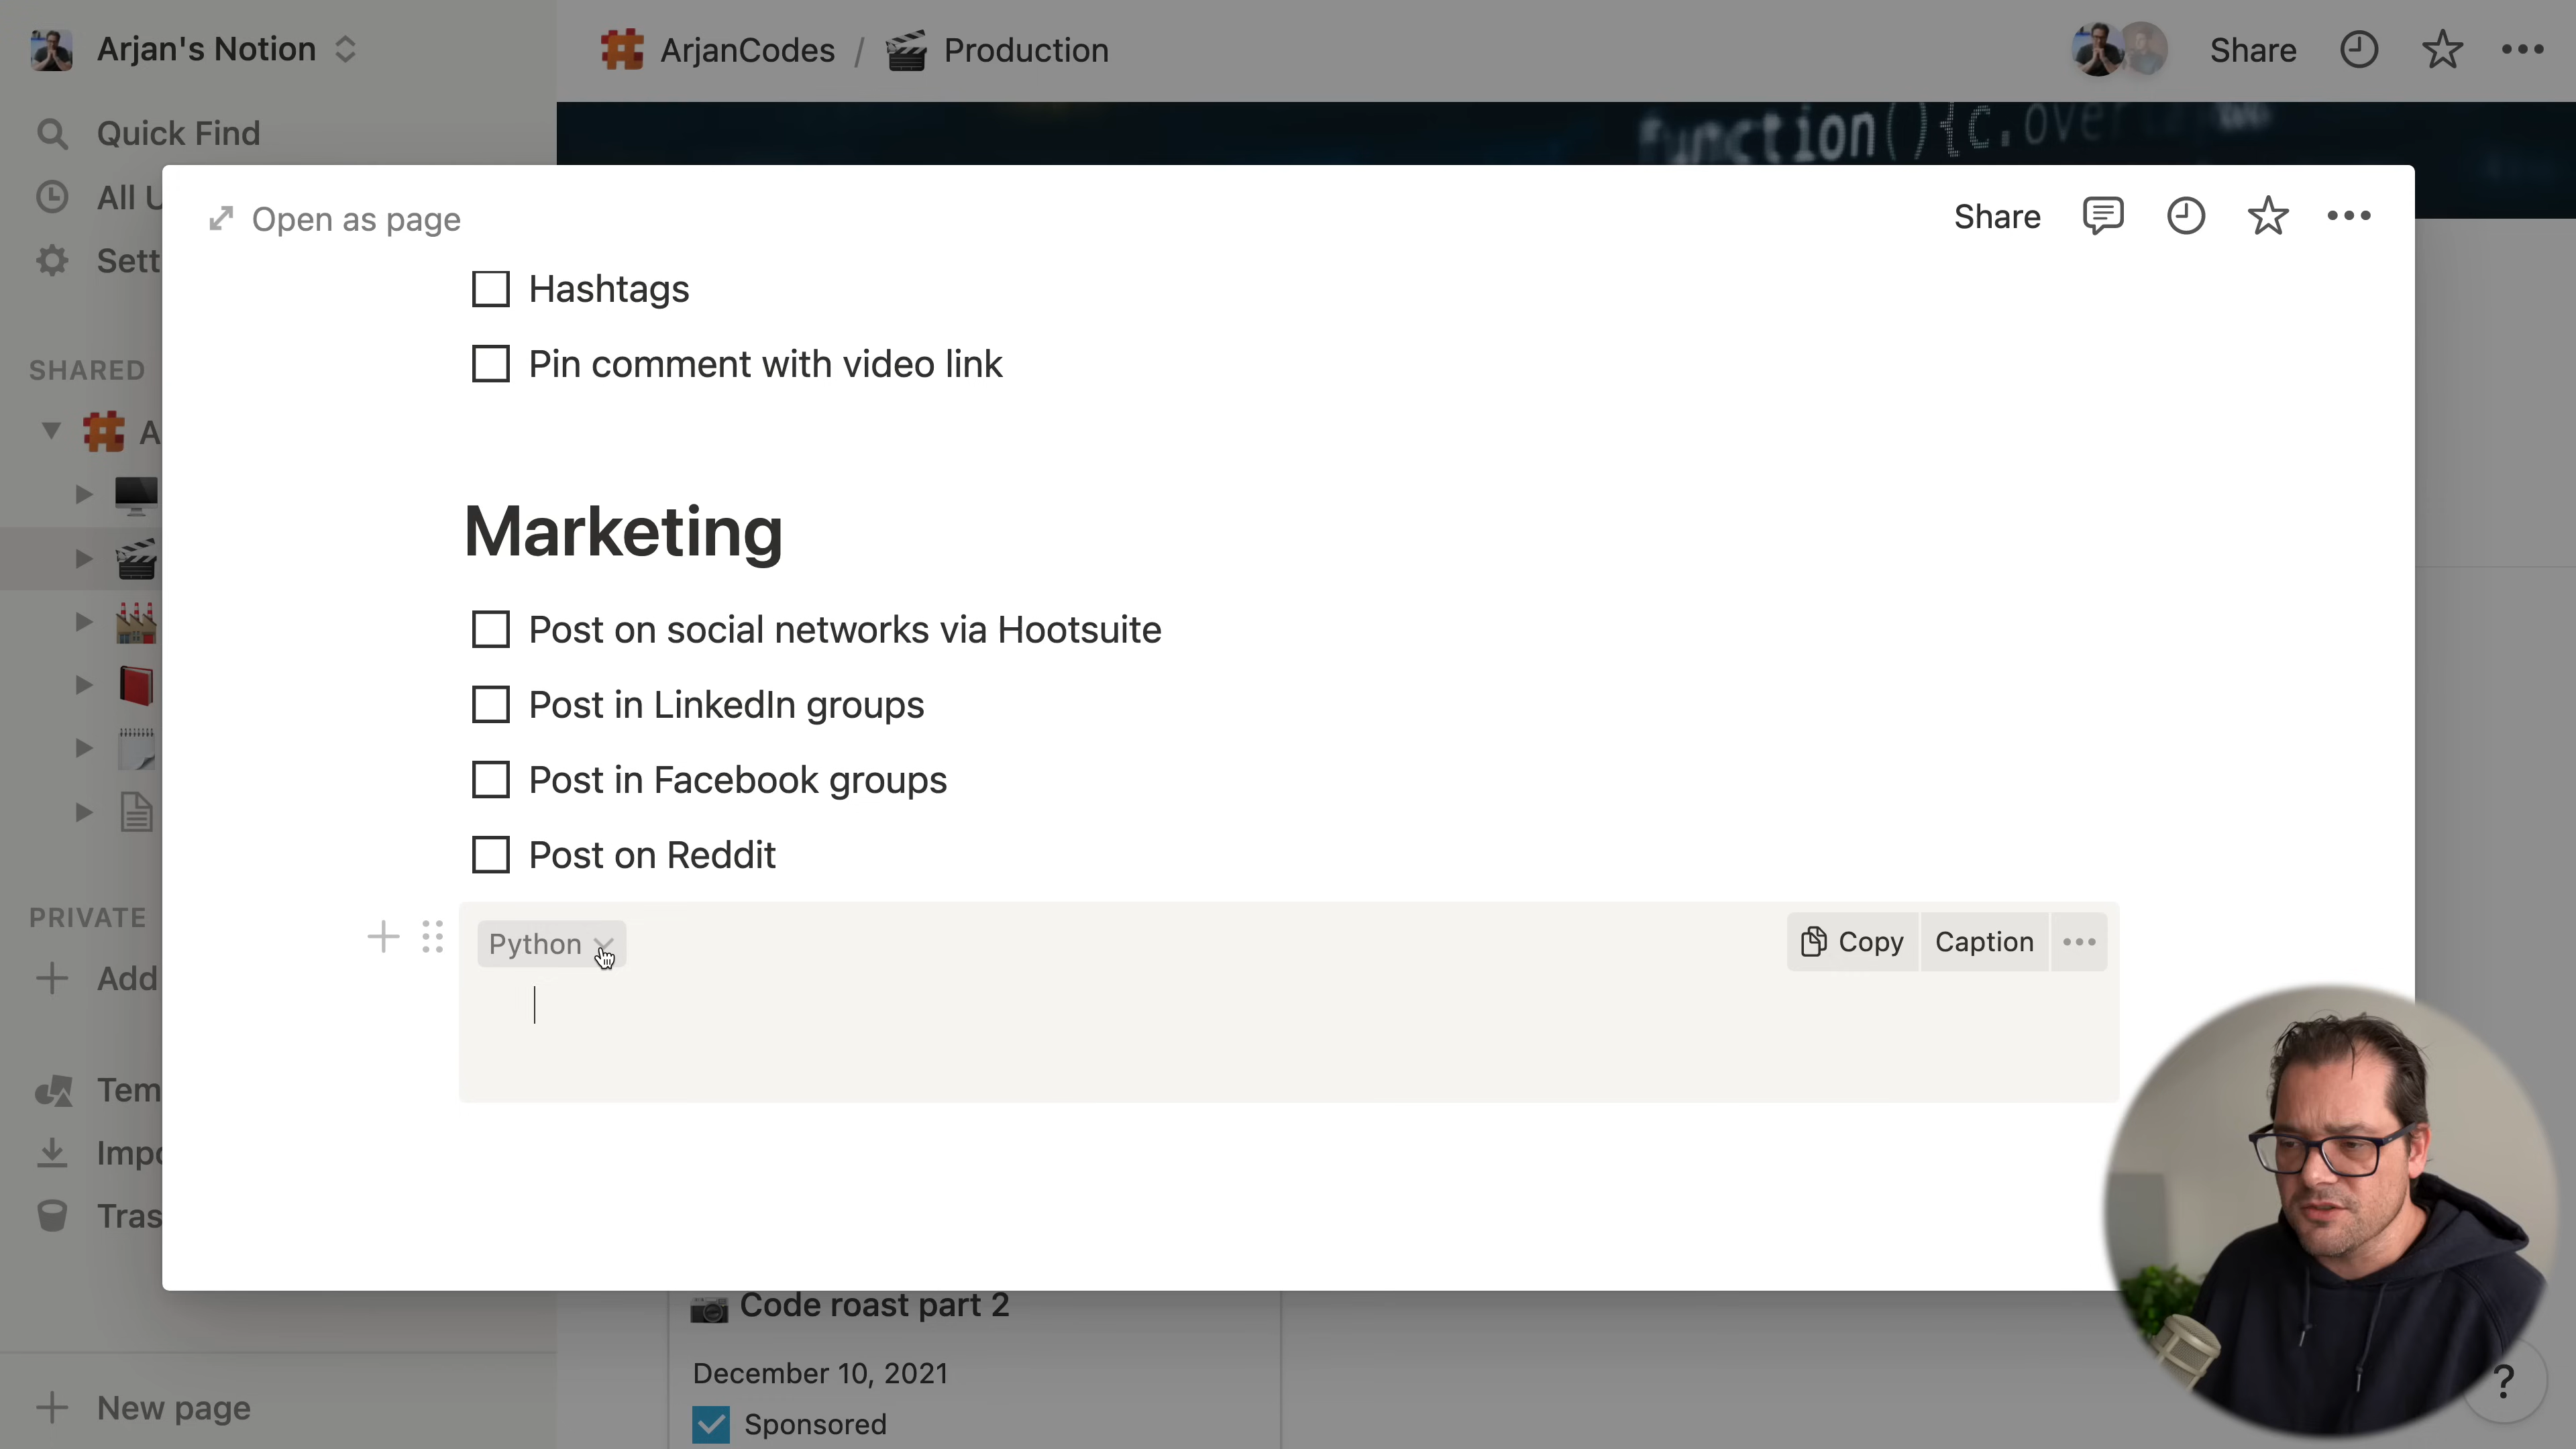 Arjan's Notion
ArjanCodes / Production
Share
Quick Find
function(){c.over
All U
Open as page
Share
Sett
Hashtags
Pin comment with video link
SHARED
A
Marketing
Post on social networks via Hootsuite
Post in LinkedIn groups
Post in Facebook groups
Post on Reddit
PRIVATE
Python
Copy
Caption
Add
Tem
Impo
Tras
Code roast part 2
December 10, 2021
Sponsored
New page
?